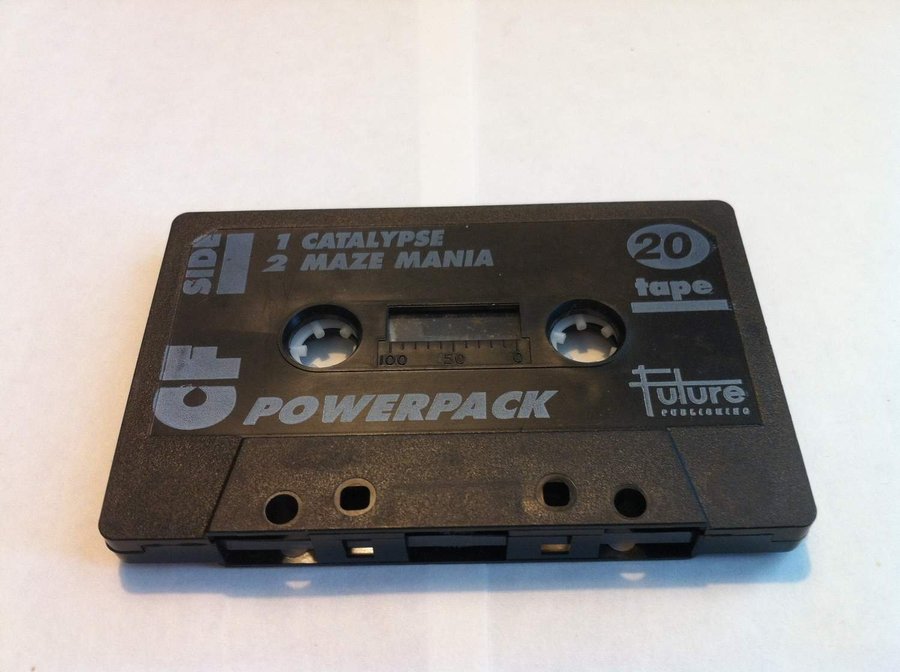 SIDE 1
1 CATALYPSE
2 MAZE MANIA
20
tape
100 50 0
CF
POWERPACK
Future
PUBLISHING